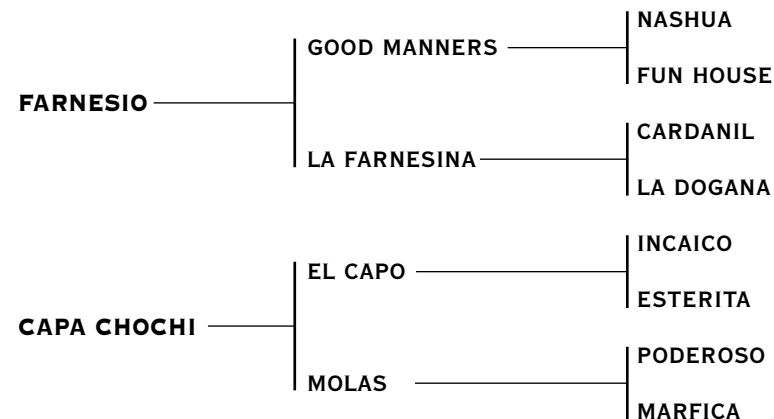 NASHUA
GOOD MANNERS
FUN HOUSE
FARNESIO
CARDANIL
LA FARNESINA
LA DOGANA
INCAICO
EL CAPO
ESTERITA
CAPA CHOCHI
PODEROSO
MOLAS
MARFICA